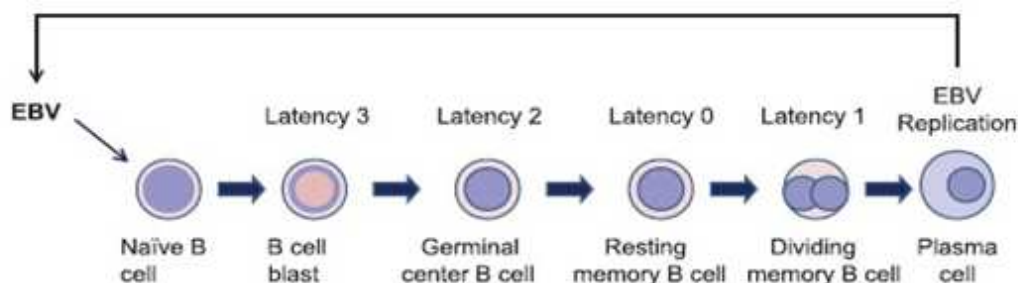 EBV
Latency 3
Latency 2
Latency 0
Latency 1
EBV
Replication
Naïve B
cell
B cell
blast
Germinal
center B cell
Resting
memory B cell
Dividing
memory B cell
Plasma
cell